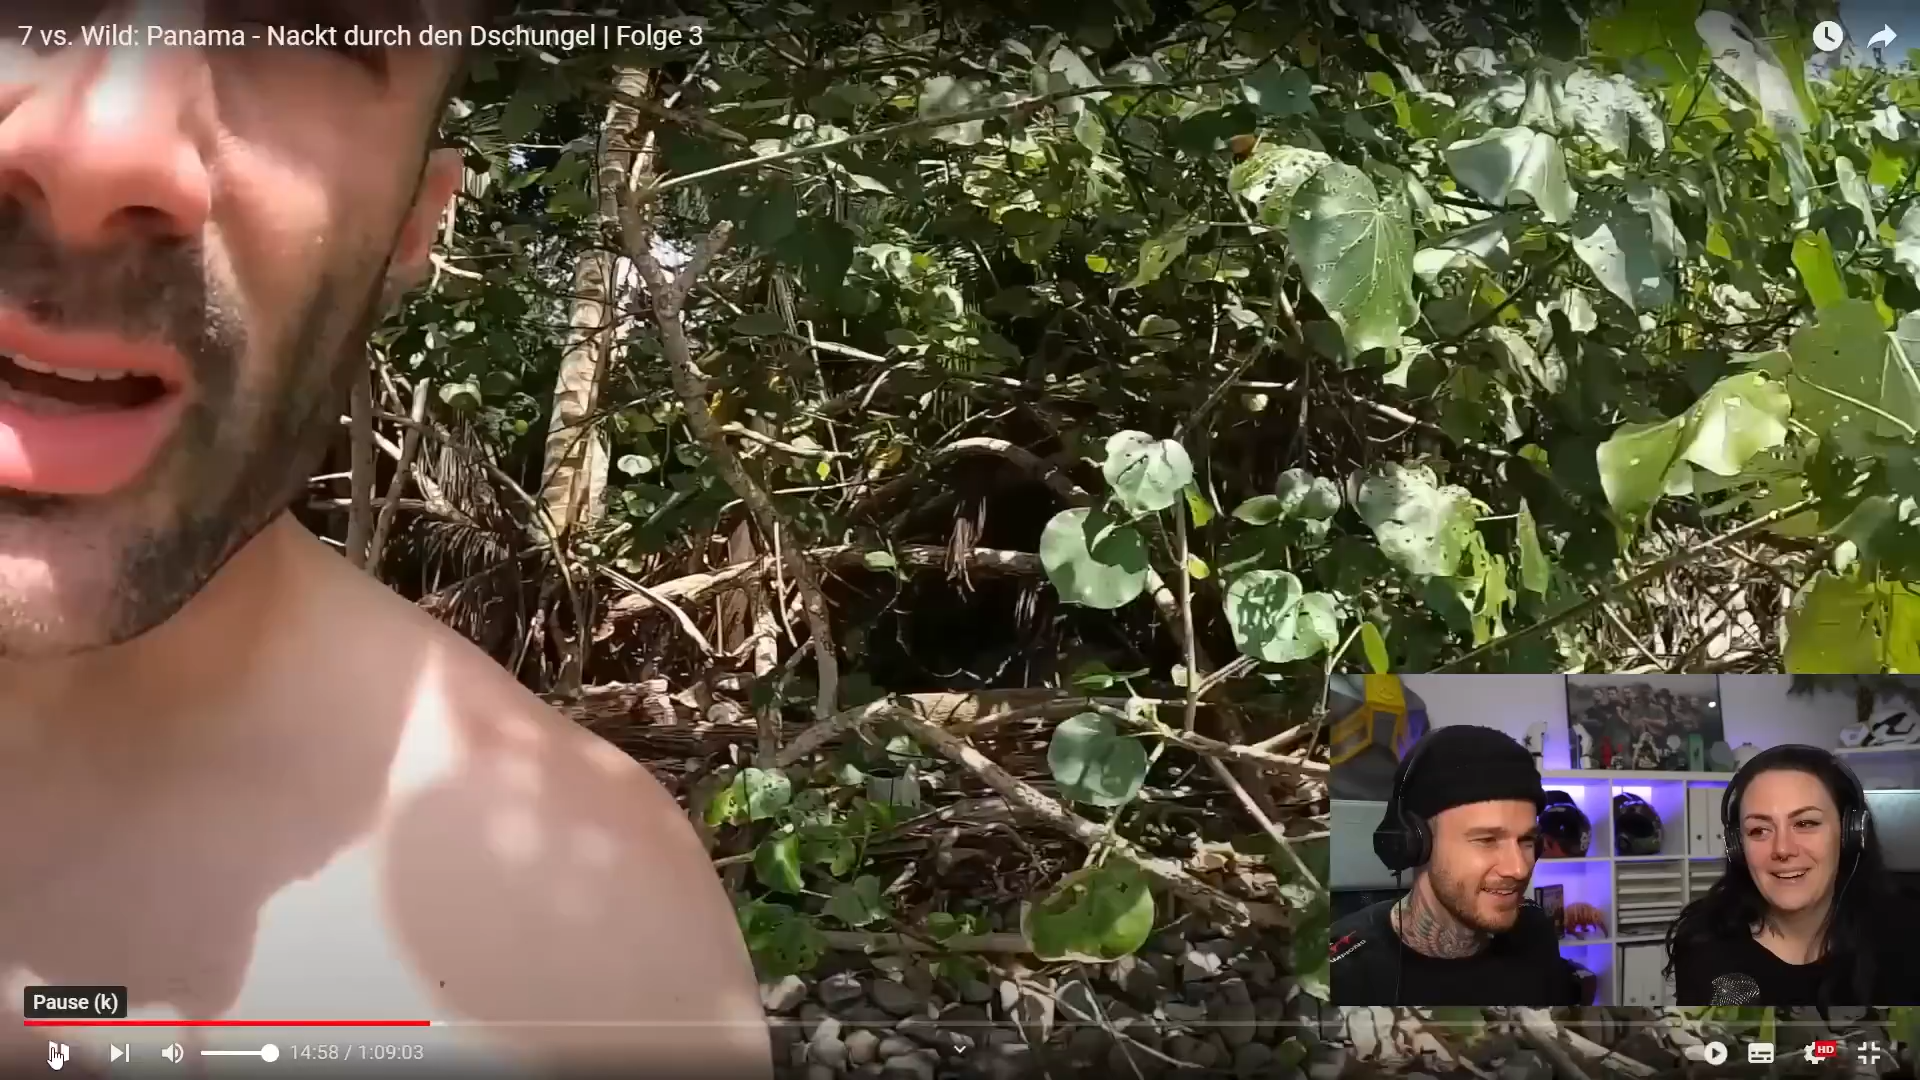 7 vs. Wild: Panama - Nackt durch den Dschungel | Folge 3
Pause (k)
14:58 / 1:09:03
HD